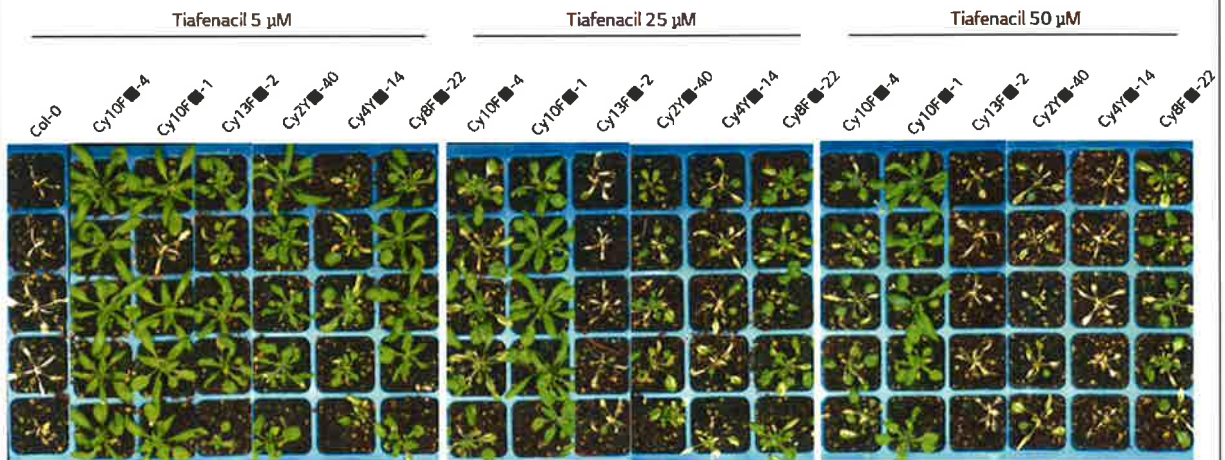 Tiafenacil 5 µM
Tiafenacil 25 µM
Tiafenacil 50 µM
Col-0
Cy10F■-4
Cy10F■-1
Cy13F■-2
Cy2Y■-40
Cy4Y■-14
Cy8F■-22
Cy10F■-4
Cy10F■-1
Cy13F■-2
Cy2Y■-40
Cy4Y■-14
Cy8F■-22
Cy10F■-4
Cy10F■-1
Cy13F■-2
Cy2Y■-40
Cy4Y■-14
Cy8F■-22